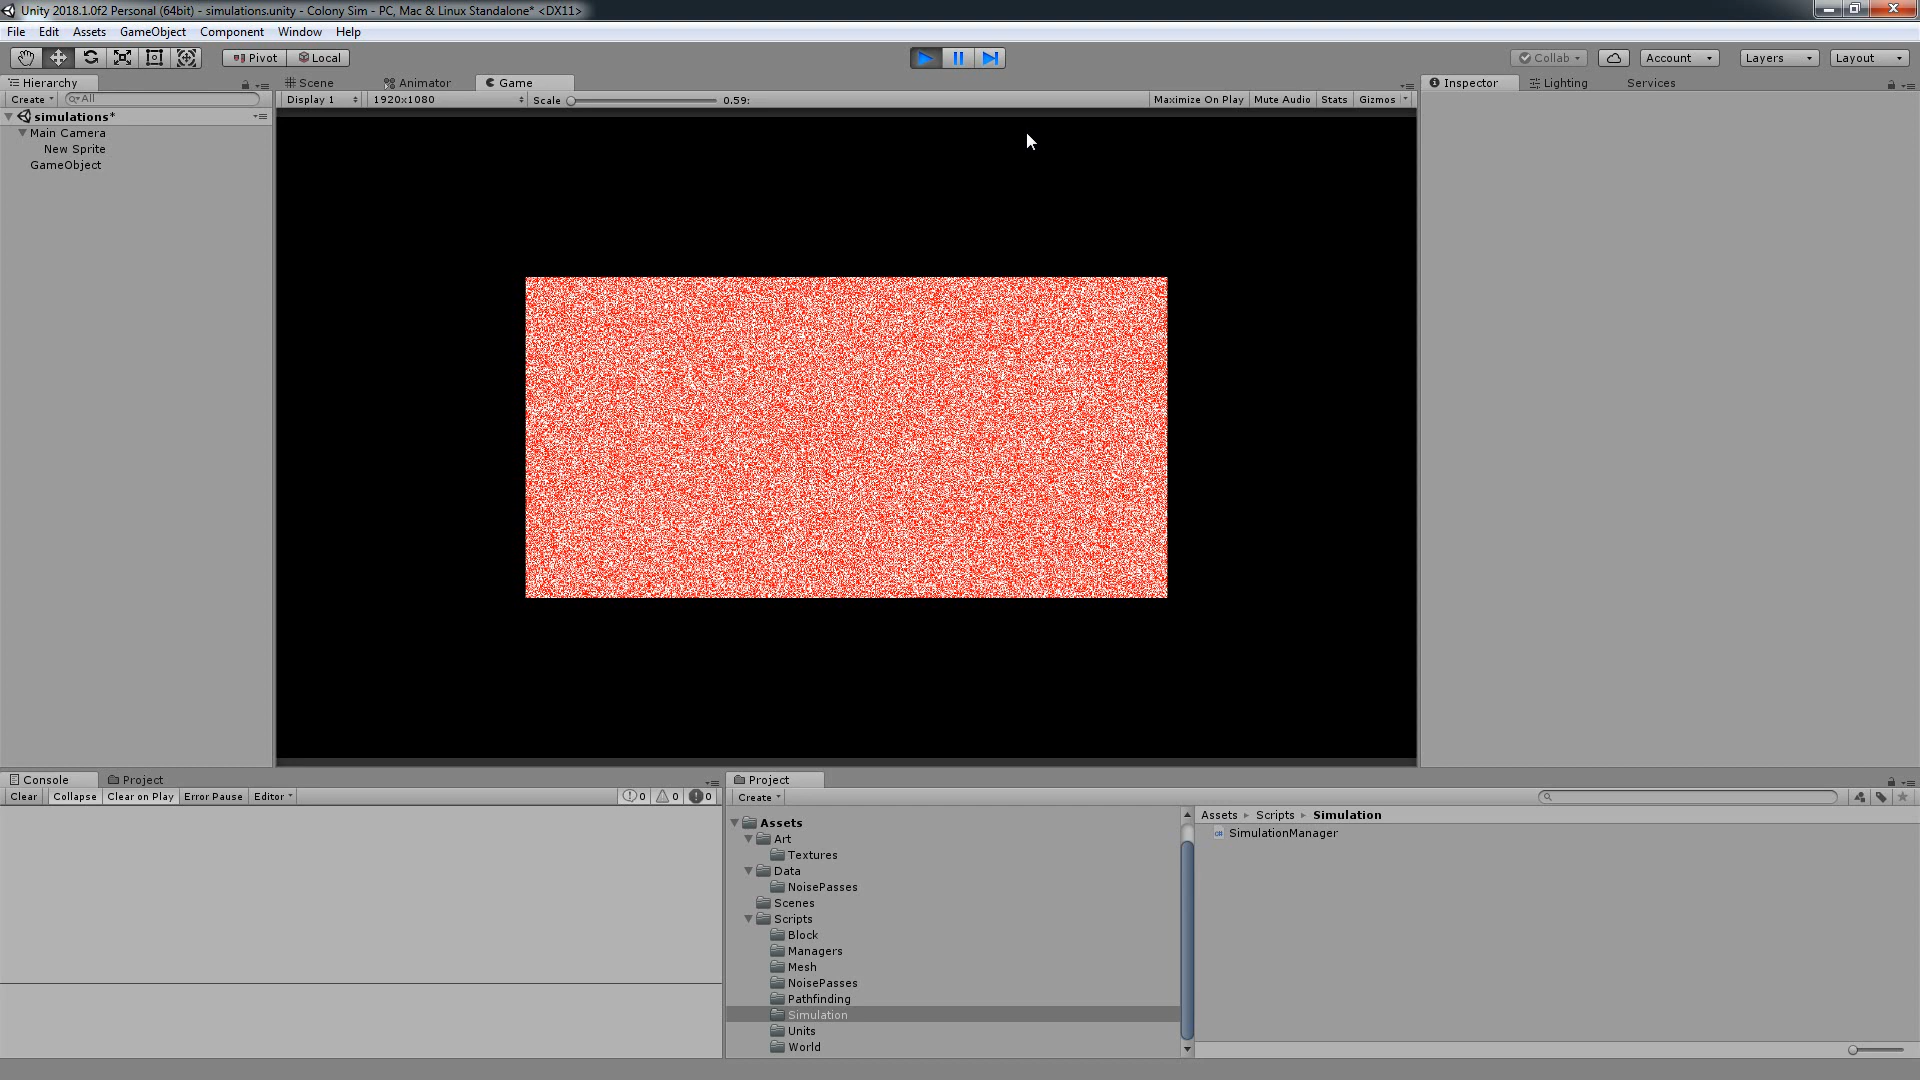 Unity 2018.1.0f2 Personal (64bit) - simulations.unity - Colony Sim - PC, Mac & Linux Standalone* <DX11>
File Edit Assets GameObject Component Window Help
Pivot Local Collab Account Layers Layout
Hierarchy Scene Animator Game Inspector Lighting Services
Create All Display 1 1920x1080 Scale 0.59: Maximize On Play Mute Audio Stats Gizmos
simulations*
Main Camera
New Sprite
GameObject
Console Project Project
Clear Collapse Clear on Play Error Pause Editor 0 0 0 Create
Assets
Art
Textures
Data
NoisePasses
Scenes
Scripts
Block
Managers
Mesh
NoisePasses
Pathfinding
Simulation
Units
World
Assets Scripts Simulation
C# SimulationManager